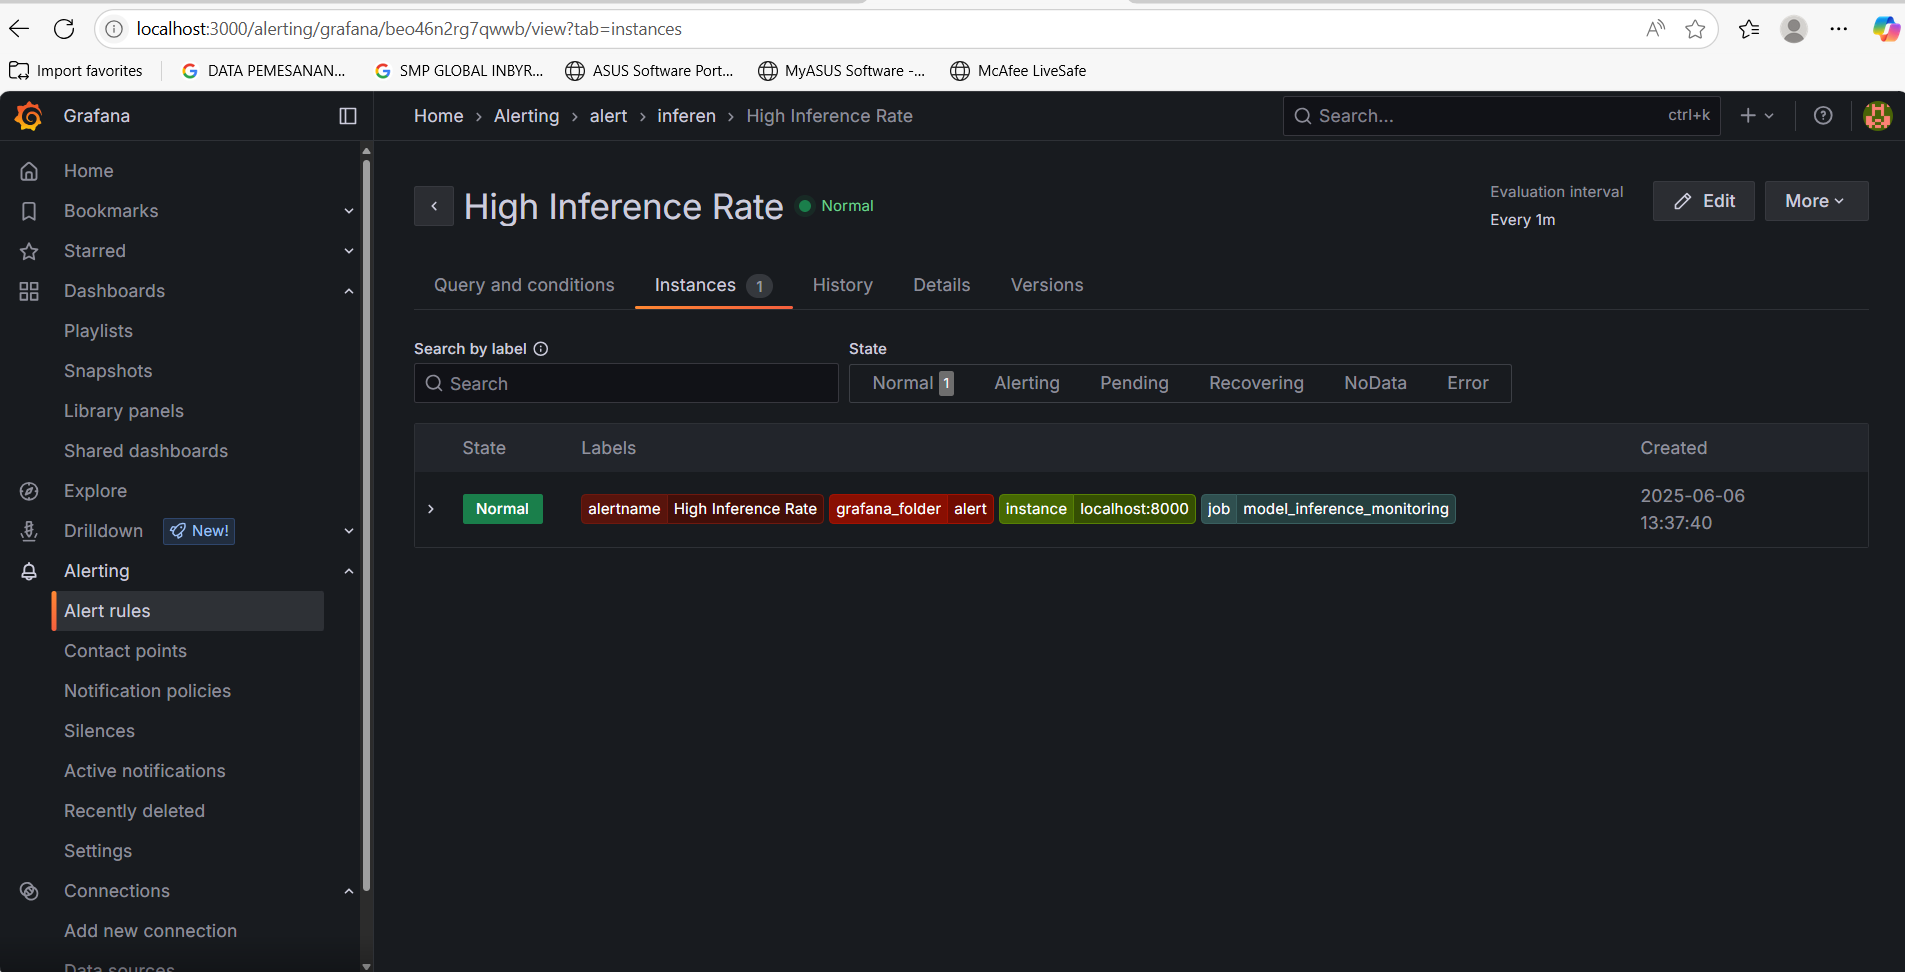 localhost:3000/alerting/grafana/beo46n2rg7qwwb/view?tab=instances
Import favorites
DATA PEMESANAN...
SMP GLOBAL INBYR...
ASUS Software Port...
MyASUS Software -...
McAfee LiveSafe
Grafana
Home › Alerting › alert › inferen › High Inference Rate
Search...
ctrl+k
Home
Bookmarks
Starred
Dashboards
Playlists
Snapshots
Library panels
Shared dashboards
Explore
Drilldown New!
Alerting
Alert rules
Contact points
Notification policies
Silences
Active notifications
Recently deleted
Settings
Connections
Add new connection
Data sources
High Inference Rate
Normal
Evaluation interval
Every 1m
Edit
More
Query and conditions
Instances 1
History
Details
Versions
Search by label
Search
State
Normal 1
Alerting
Pending
Recovering
NoData
Error
State
Labels
Created
Normal
alertname High Inference Rate
grafana_folder alert
instance localhost:8000
job model_inference_monitoring
2025-06-06
13:37:40